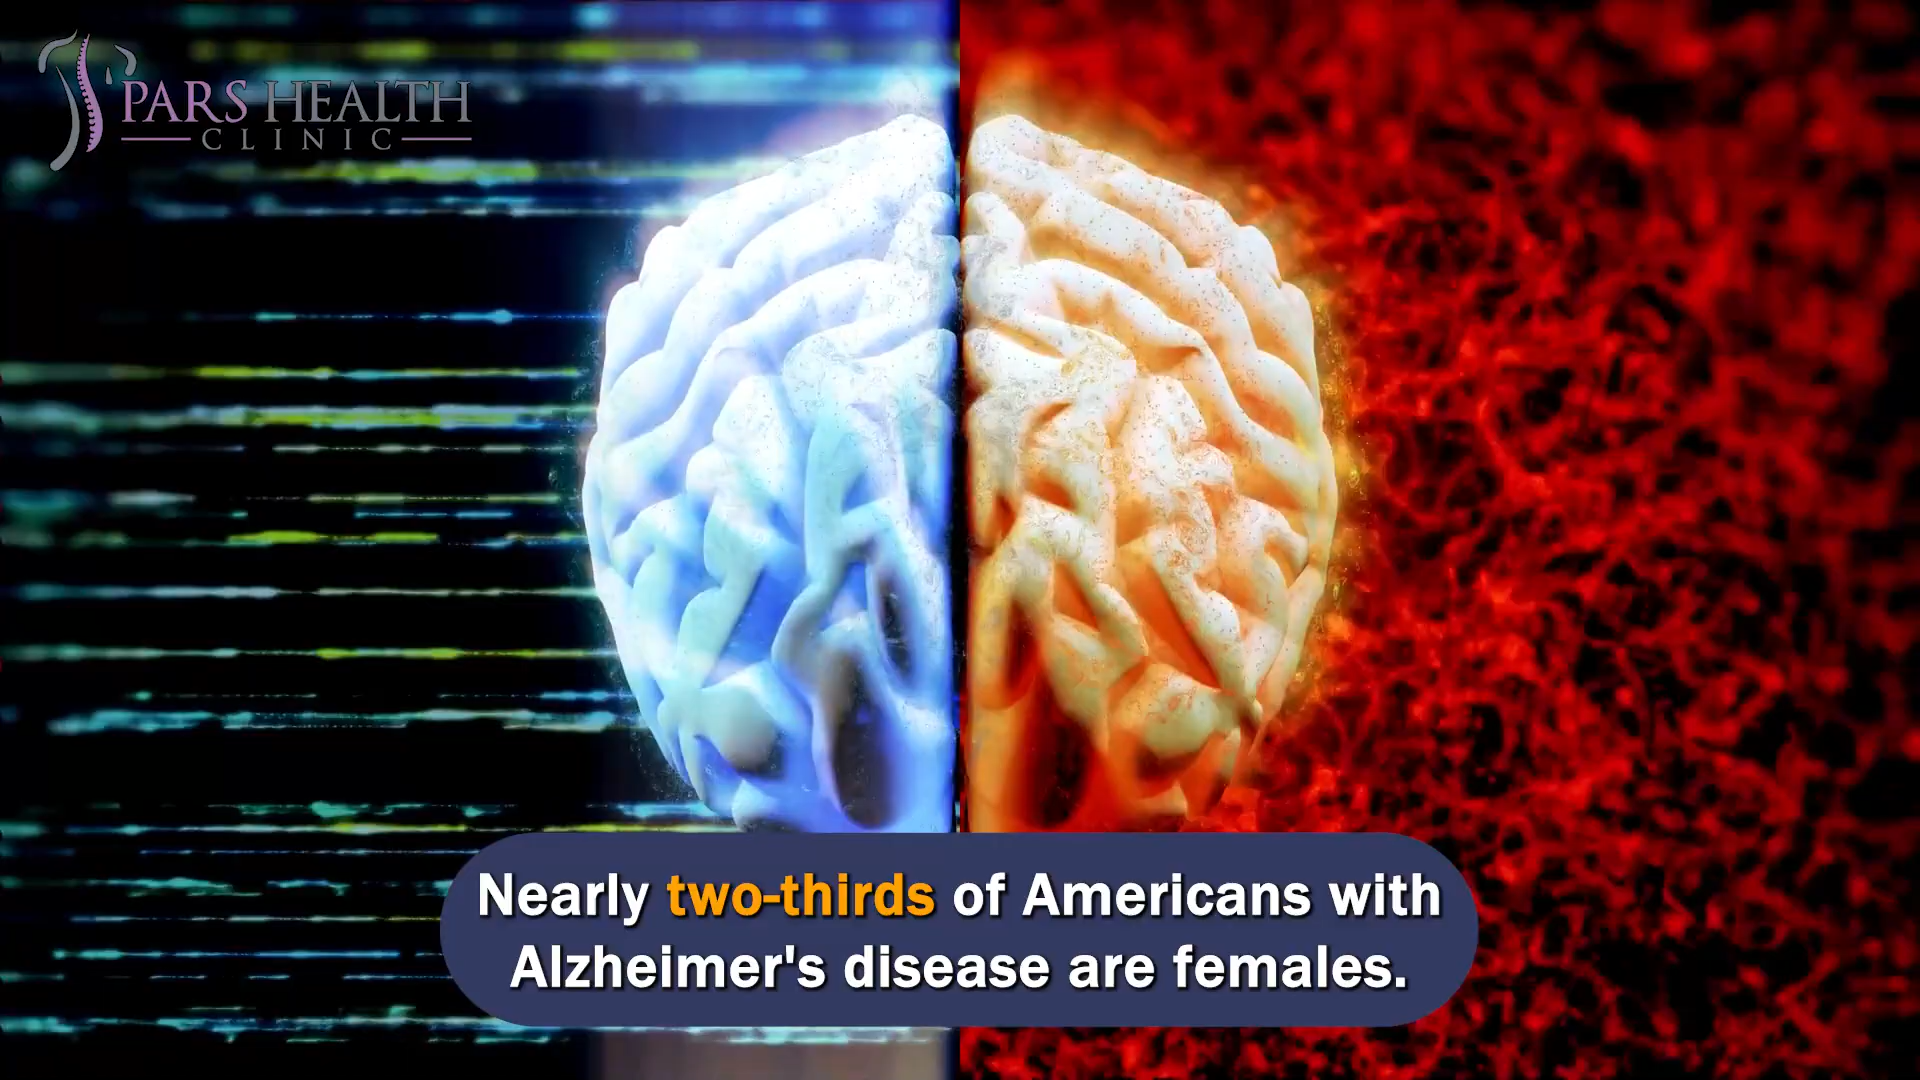 PARS HEALTH
CLINIC
Nearly two-thirds of Americans with
Alzheimer's disease are females.